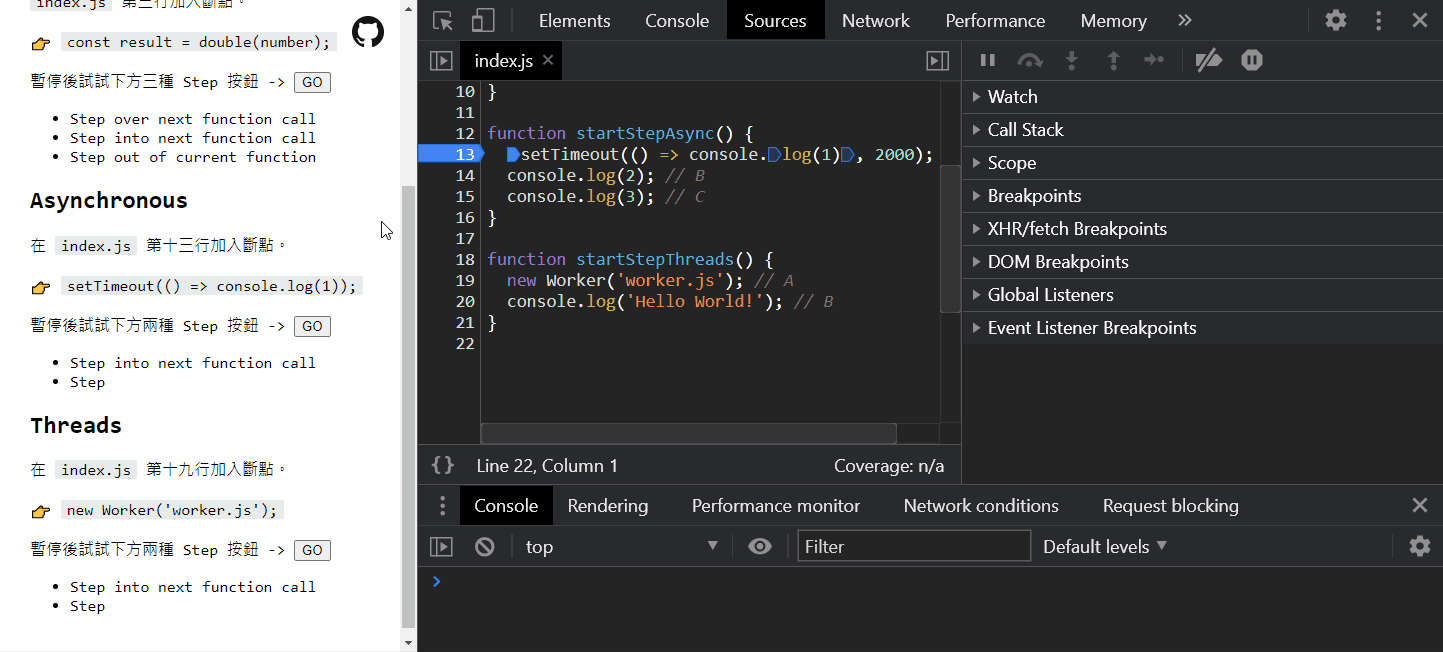 index.js 第三行加入斷點。
👉 const result = double(number);
暫停後試試下方三種 Step 按鈕 -> GO
• Step over next function call
• Step into next function call
• Step out of current function
Asynchronous
在 index.js 第十三行加入斷點。
👉 setTimeout(() => console.log(1));
暫停後試試下方兩種 Step 按鈕 -> GO
• Step into next function call
• Step
Threads
在 index.js 第十九行加入斷點。
👉 new Worker('worker.js');
暫停後試試下方兩種 Step 按鈕 -> GO
• Step into next function call
• Step
Elements Console Sources Network Performance Memory »
index.js ×
10 }
11
12 function startStepAsync() {
13 setTimeout(() => console.log(1), 2000);
14 console.log(2); // B
15 console.log(3); // C
16 }
17
18 function startStepThreads() {
19 new Worker('worker.js'); // A
20 console.log('Hello World!'); // B
21 }
22
{} Line 22, Column 1 Coverage: n/a
Watch
Call Stack
Scope
Breakpoints
XHR/fetch Breakpoints
DOM Breakpoints
Global Listeners
Event Listener Breakpoints
Console Rendering Performance monitor Network conditions Request blocking
top Filter Default levels